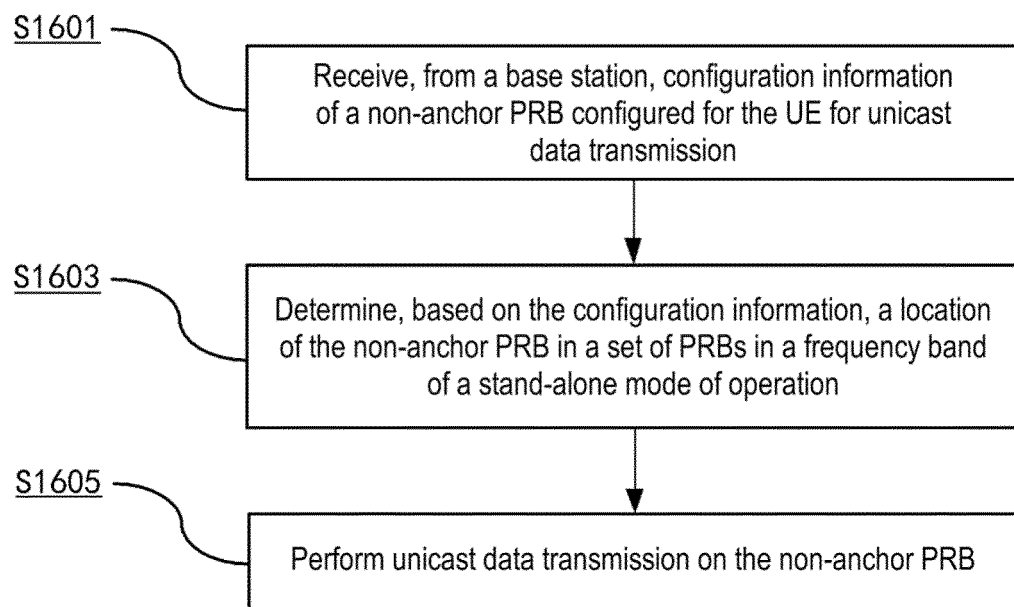 S1601
Receive, from a base station, configuration information
of a non-anchor PRB configured for the UE for unicast
data transmission
S1603
Determine, based on the configuration information, a location
of the non-anchor PRB in a set of PRBs in a frequency band
of a stand-alone mode of operation
S1605
Perform unicast data transmission on the non-anchor PRB